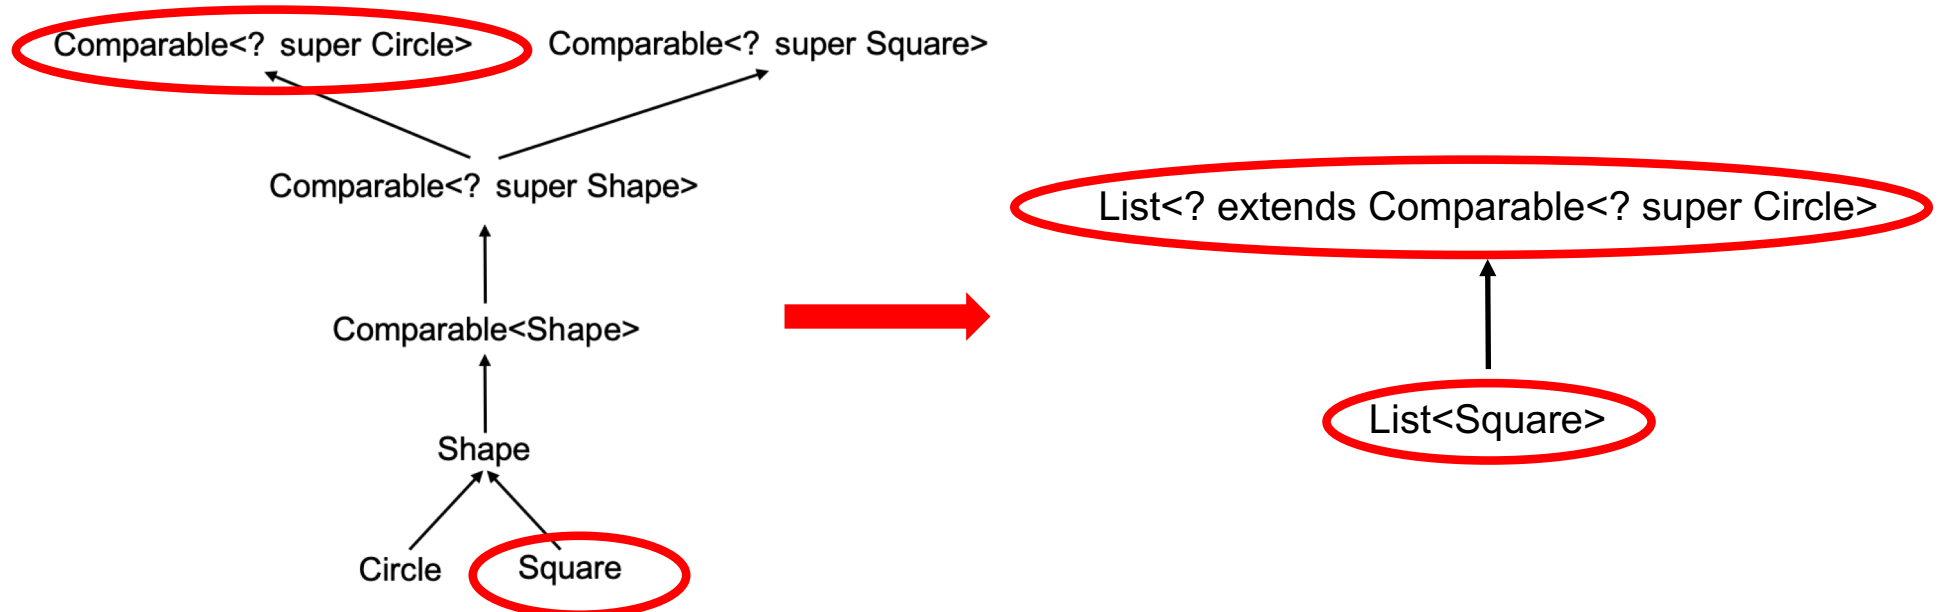 Comparable<? super Circle>
Comparable<? super Square>
Comparable<? super Shape>
Comparable<Shape>
Shape
Circle
Square
List<? extends Comparable<? super Circle>
List<Square>